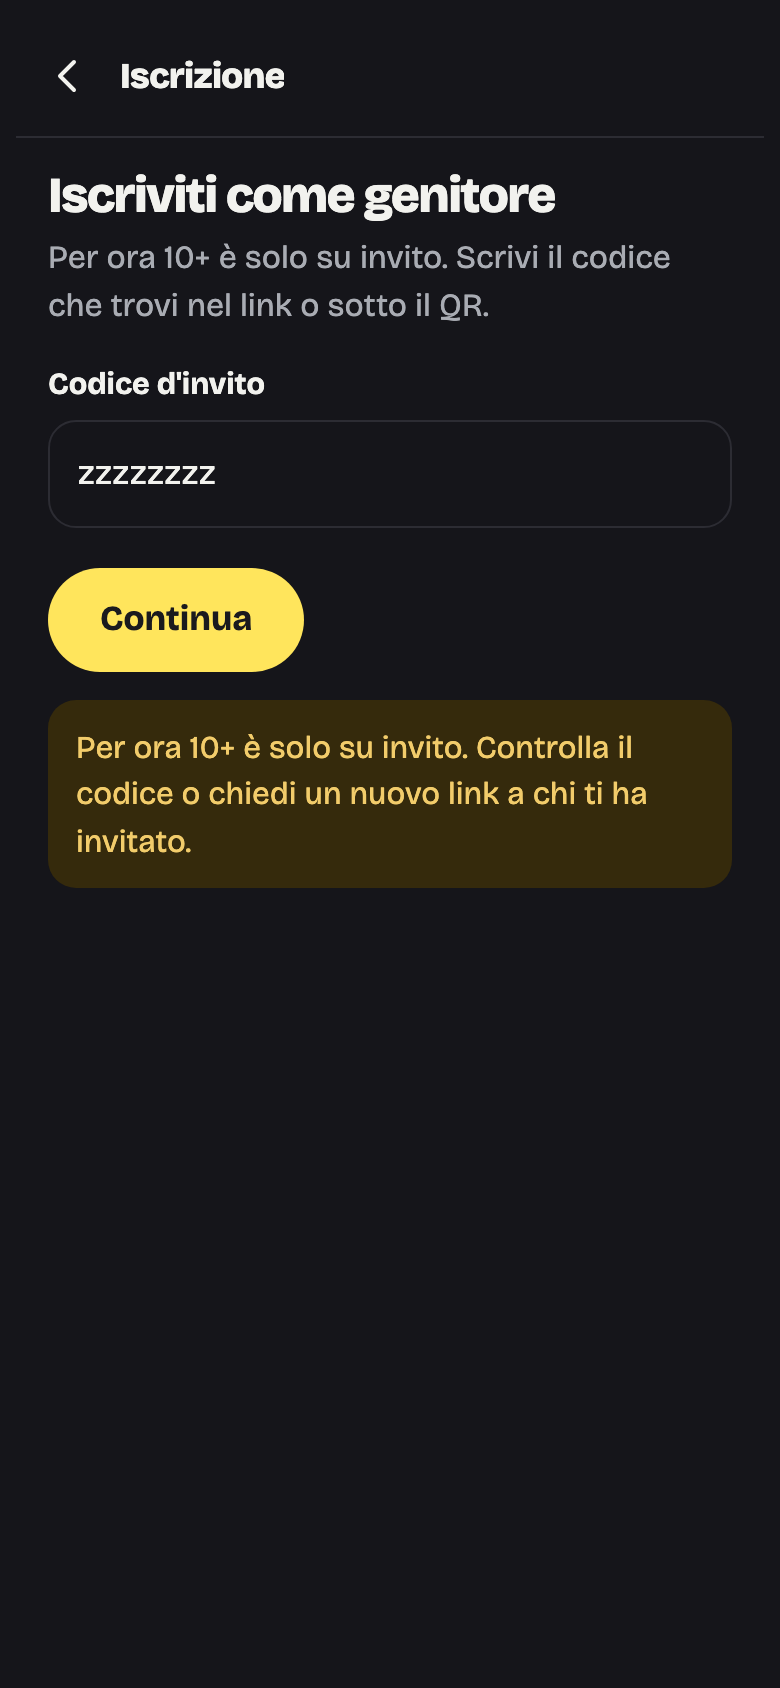 Iscrizione
Iscriviti come genitore
Per ora 10+ è solo su invito. Scrivi il codice
che trovi nel link o sotto il QR.
Codice d'invito
zzzzzzzz
Continua
Per ora 10+ è solo su invito. Controlla il
codice o chiedi un nuovo link a chi ti ha
invitato.